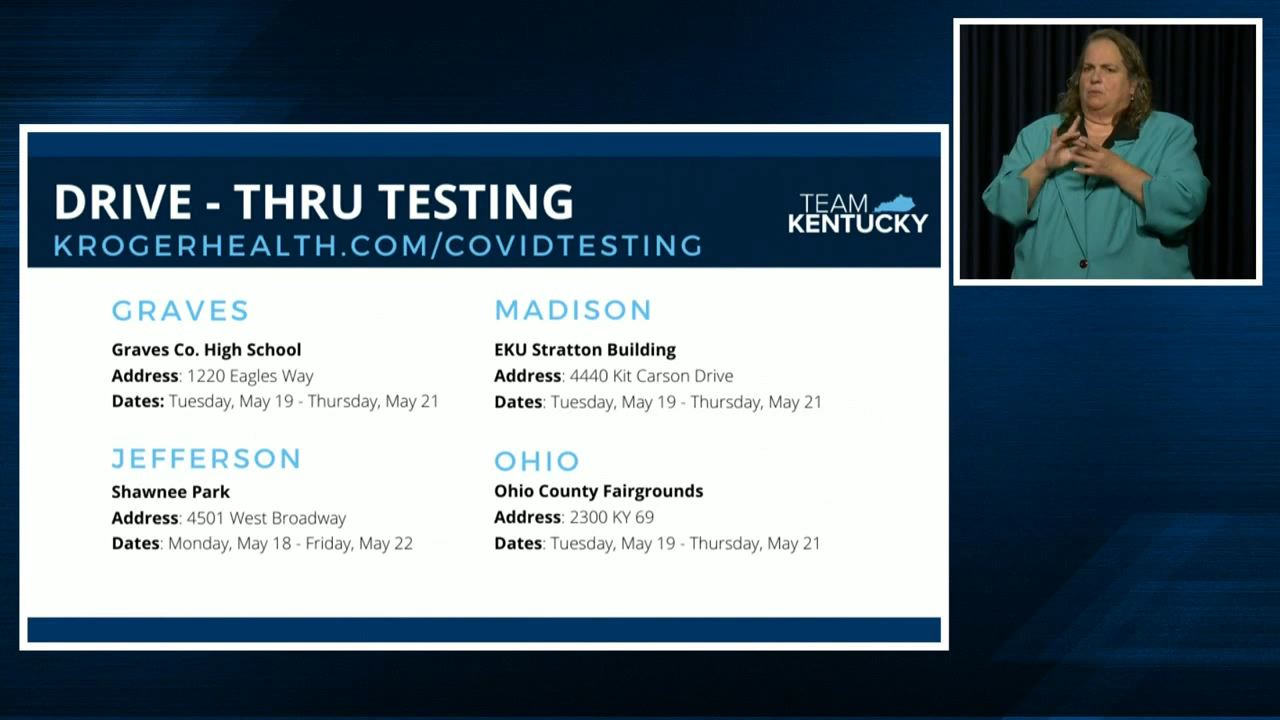 DRIVE - THRU TESTING
KROGERHEALTH.COM/COVIDTESTING
TEAM
KENTUCKY
GRAVES
Graves Co. High School
Address: 1220 Eagles Way
Dates: Tuesday, May 19 - Thursday, May 21
MADISON
EKU Stratton Building
Address: 4440 Kit Carson Drive
Dates: Tuesday, May 19 - Thursday, May 21
JEFFERSON
Shawnee Park
Address: 4501 West Broadway
Dates: Monday, May 18 - Friday, May 22
OHIO
Ohio County Fairgrounds
Address: 2300 KY 69
Dates: Tuesday, May 19 - Thursday, May 21